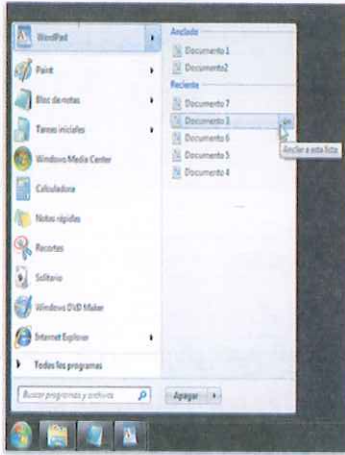 WordPad
Paint
Bloc de notas
Tareas iniciales
Windows Media Center
Calculadora
Notas rápidas
Recortes
Solitario
Windows DVD Maker
Internet Explorer
Todos los programas
Buscar programas y archivos
Anclado
Documento 1
Documento2
Reciente
Documento 7
Documento 3
Documento 6
Documento 5
Documento 4
Anclar a esta lista
Apagar